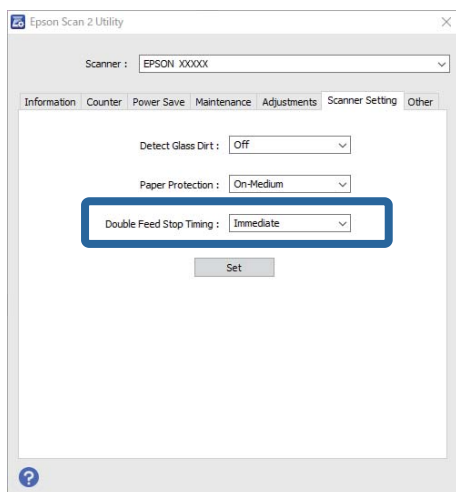 Epson Scan 2 Utility
Scanner : EPSON XXXXX
Information Counter Power Save Maintenance Adjustments Scanner Setting Other
Detect Glass Dirt : Off
Paper Protection : On-Medium
Double Feed Stop Timing : Immediate
Set
?